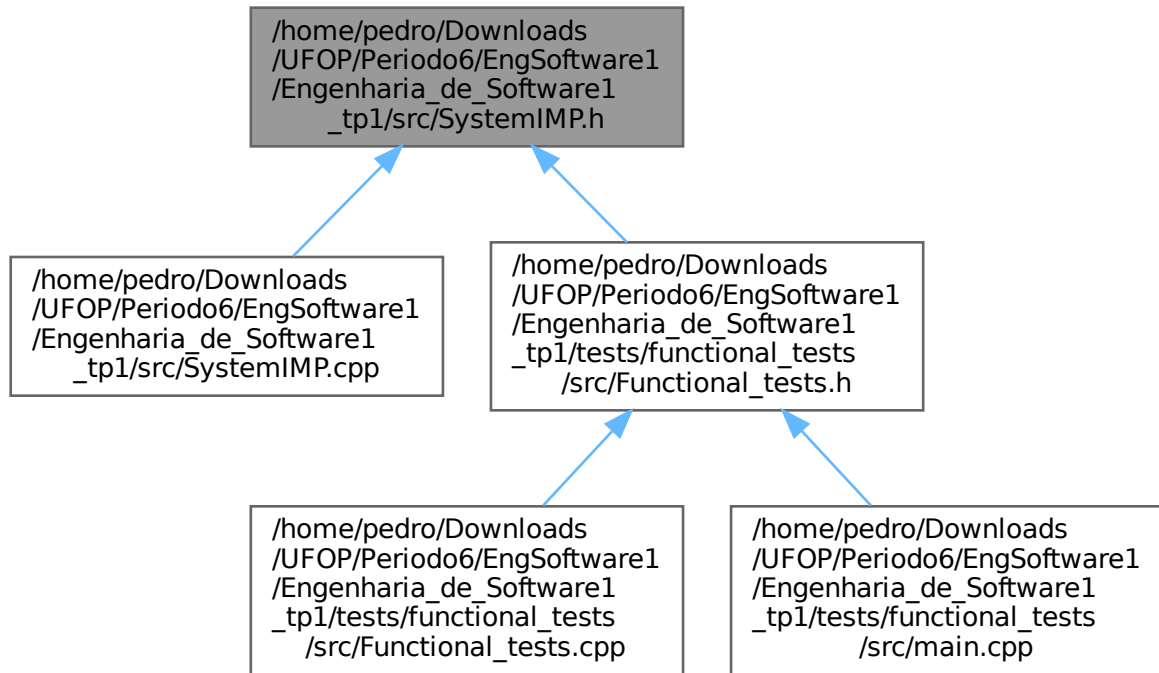 /home/pedro/Downloads
/UFOP/Periodo6/EngSoftware1
/Engenharia_de_Software1
_tp1/src/SystemIMP.h
/home/pedro/Downloads
/UFOP/Periodo6/EngSoftware1
/Engenharia_de_Software1
_tp1/src/SystemIMP.cpp
/home/pedro/Downloads
/UFOP/Periodo6/EngSoftware1
/Engenharia_de_Software1
_tp1/tests/functional_tests
/src/Functional_tests.h
/home/pedro/Downloads
/UFOP/Periodo6/EngSoftware1
/Engenharia_de_Software1
_tp1/tests/functional_tests
/src/Functional_tests.cpp
/home/pedro/Downloads
/UFOP/Periodo6/EngSoftware1
/Engenharia_de_Software1
_tp1/tests/functional_tests
/src/main.cpp